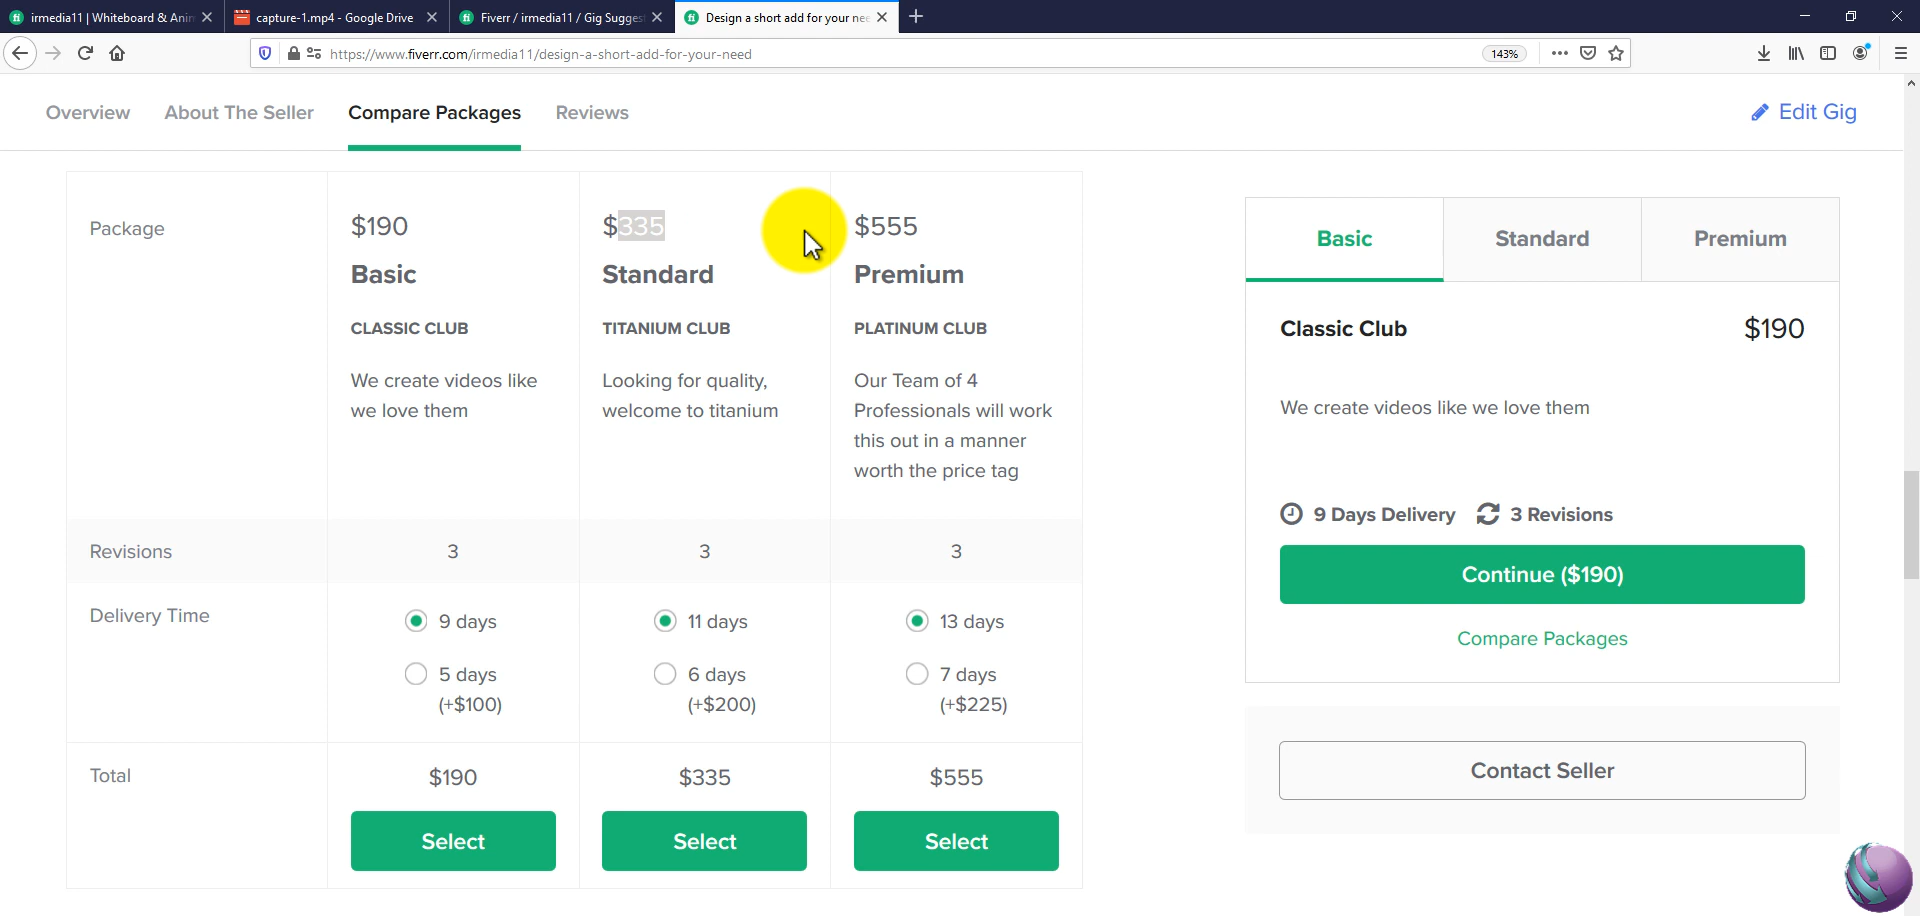 irmedia11 | Whiteboard & Anin
capture-1.mp4 - Google Drive
Fiverr / irmedia11 / Gig Sugges
Design a short add for your nee
https://www.fiverr.com/irmedia11/design-a-short-add-for-your-need
143%
Overview
About The Seller
Compare Packages
Reviews
Edit Gig
Package
$190
Basic
CLASSIC CLUB
We create videos like
we love them
$335
Standard
TITANIUM CLUB
Looking for quality,
welcome to titanium
$555
Premium
PLATINUM CLUB
Our Team of 4
Professionals will work
this out in a manner
worth the price tag
Revisions
3
3
3
Delivery Time
9 days
5 days
(+$100)
11 days
6 days
(+$200)
13 days
7 days
(+$225)
Total
$190
$335
$555
Select
Select
Select
Basic
Standard
Premium
Classic Club
$190
We create videos like we love them
9 Days Delivery
3 Revisions
Continue ($190)
Compare Packages
Contact Seller